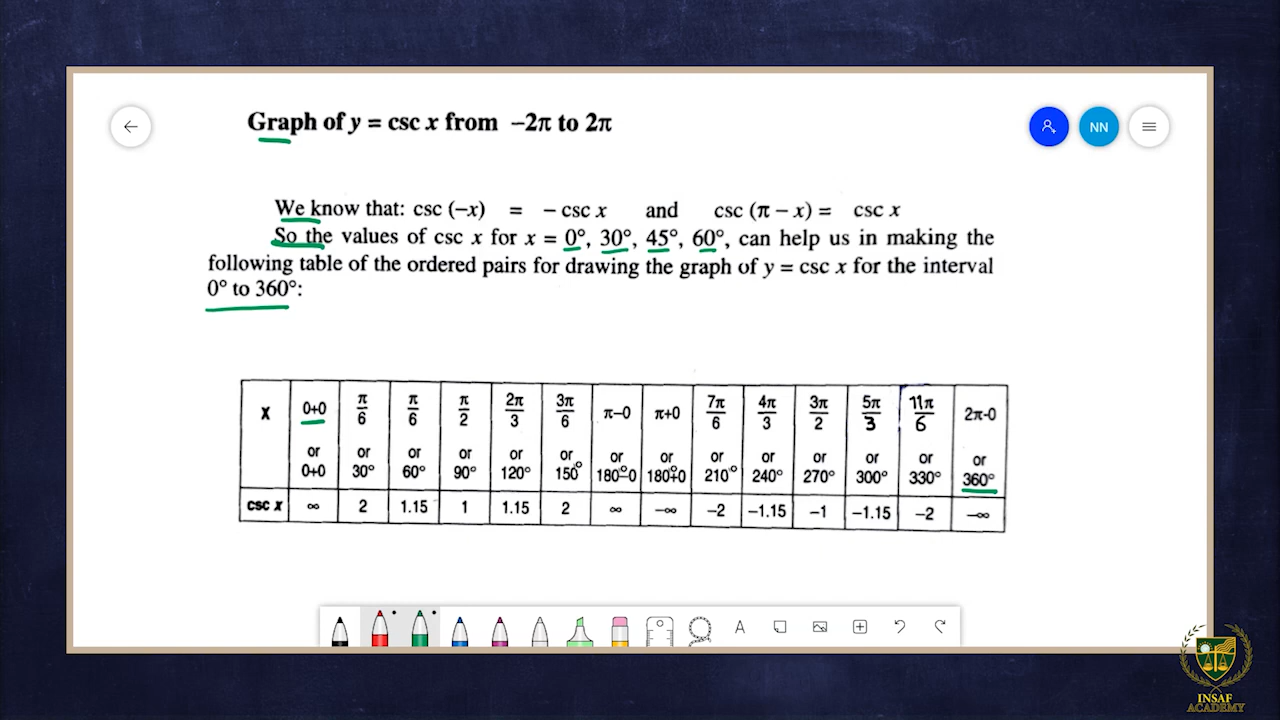 Graph of y = csc x from −2π to 2π
NN
We know that: csc (−x) = − csc x and csc (π − x) = csc x
So the values of csc x for x = 0°, 30°, 45°, 60°, can help us in making the
following table of the ordered pairs for drawing the graph of y = csc x for the interval
0° to 360°:
x 0+0 π/6 π/6 π/2 2π/3 3π/6 π−0 π+0 7π/6 4π/3 3π/2 5π/3 11π/6 2π-0
or or or or or or or or or or or or or or
0+0 30° 60° 90° 120° 150° 180°−0 180°+0 210° 240° 270° 300° 330° 360°
csc x ∞ 2 1.15 1 1.15 2 ∞ −∞ −2 −1.15 −1 −1.15 −2 −∞
A
INSAF
ACADEMY